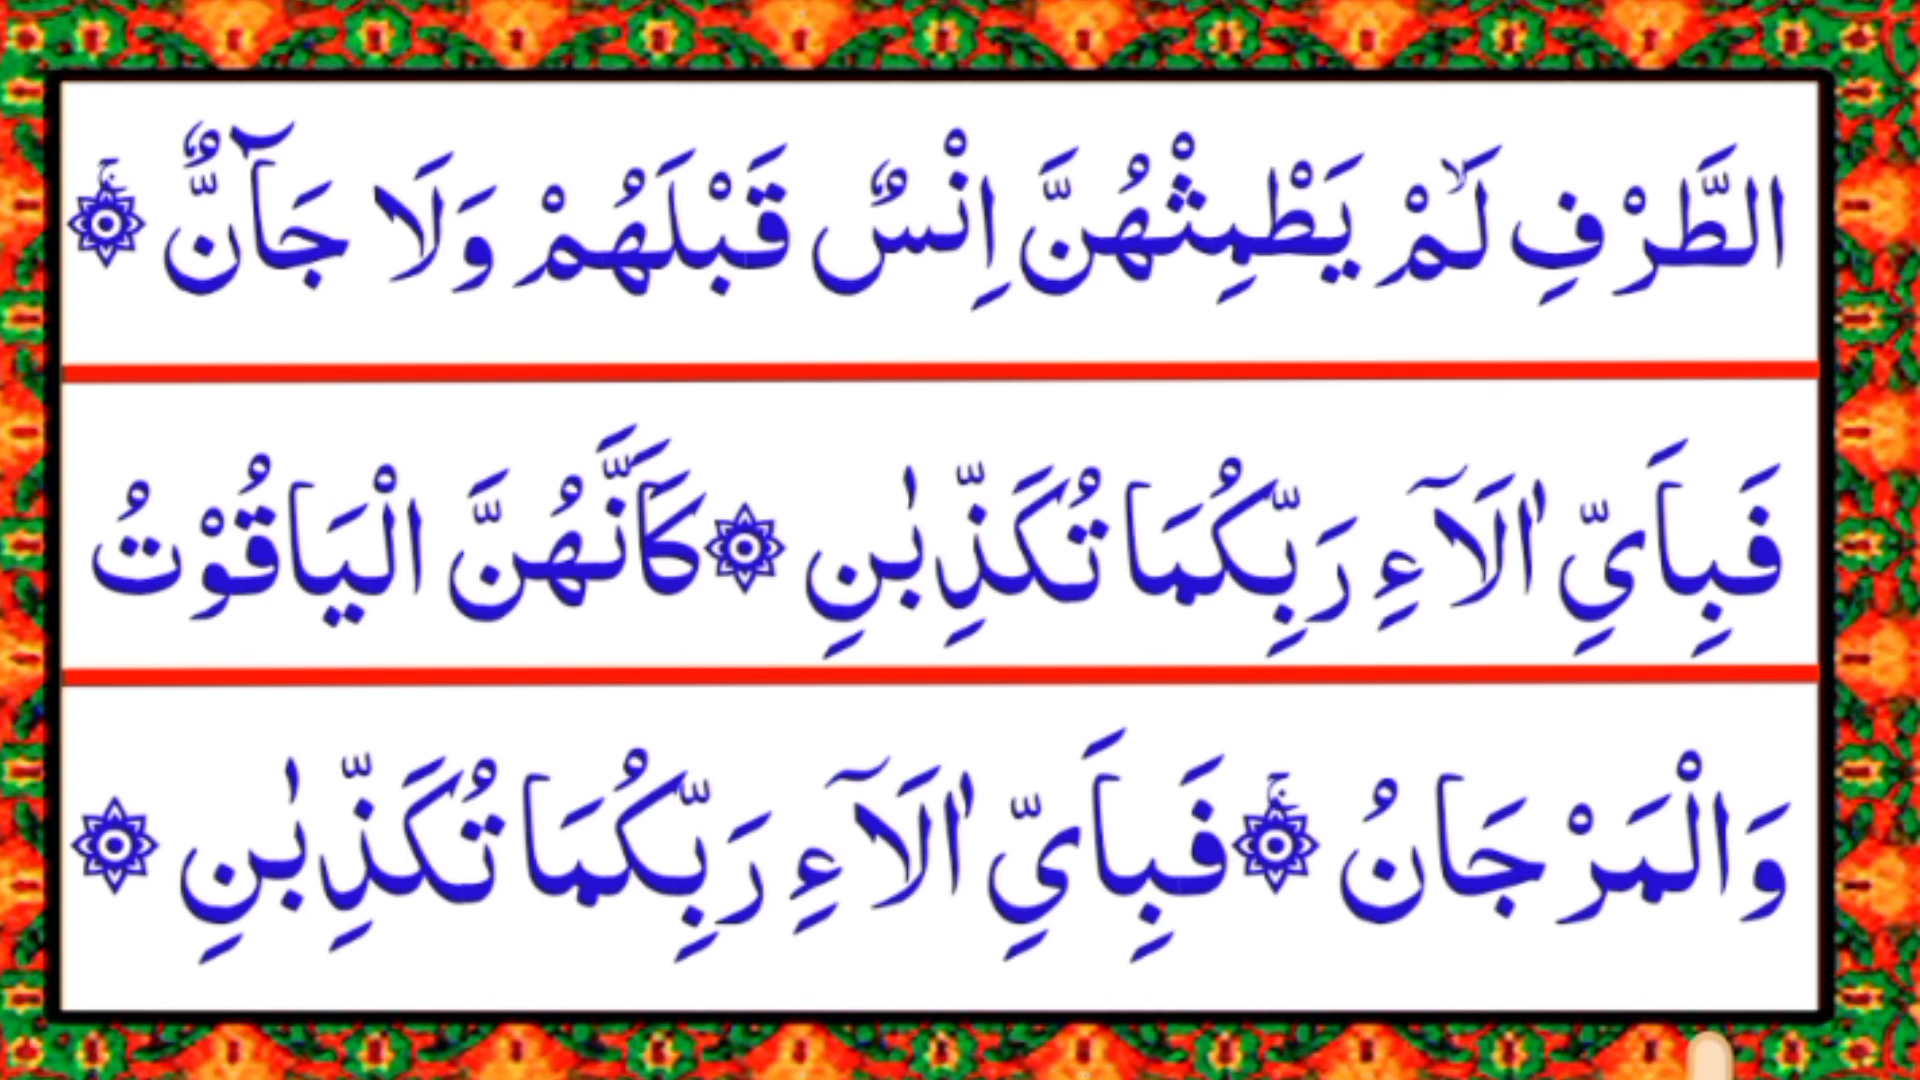 الطَّرْفِ لَمْ يَطْمِثْهُنَّ اِنْسٌ قَبْلَهُمْ وَلَا جَآنٌّ ۚ۝
فَبِاَىِّ اٰلَآءِ رَبِّكُمَا تُكَذِّبٰنِ ۝ كَاَنَّهُنَّ الْيَاقُوْتُ
وَالْمَرْجَانُ ۚ۝ فَبِاَىِّ اٰلَآءِ رَبِّكُمَا تُكَذِّبٰنِ ۝